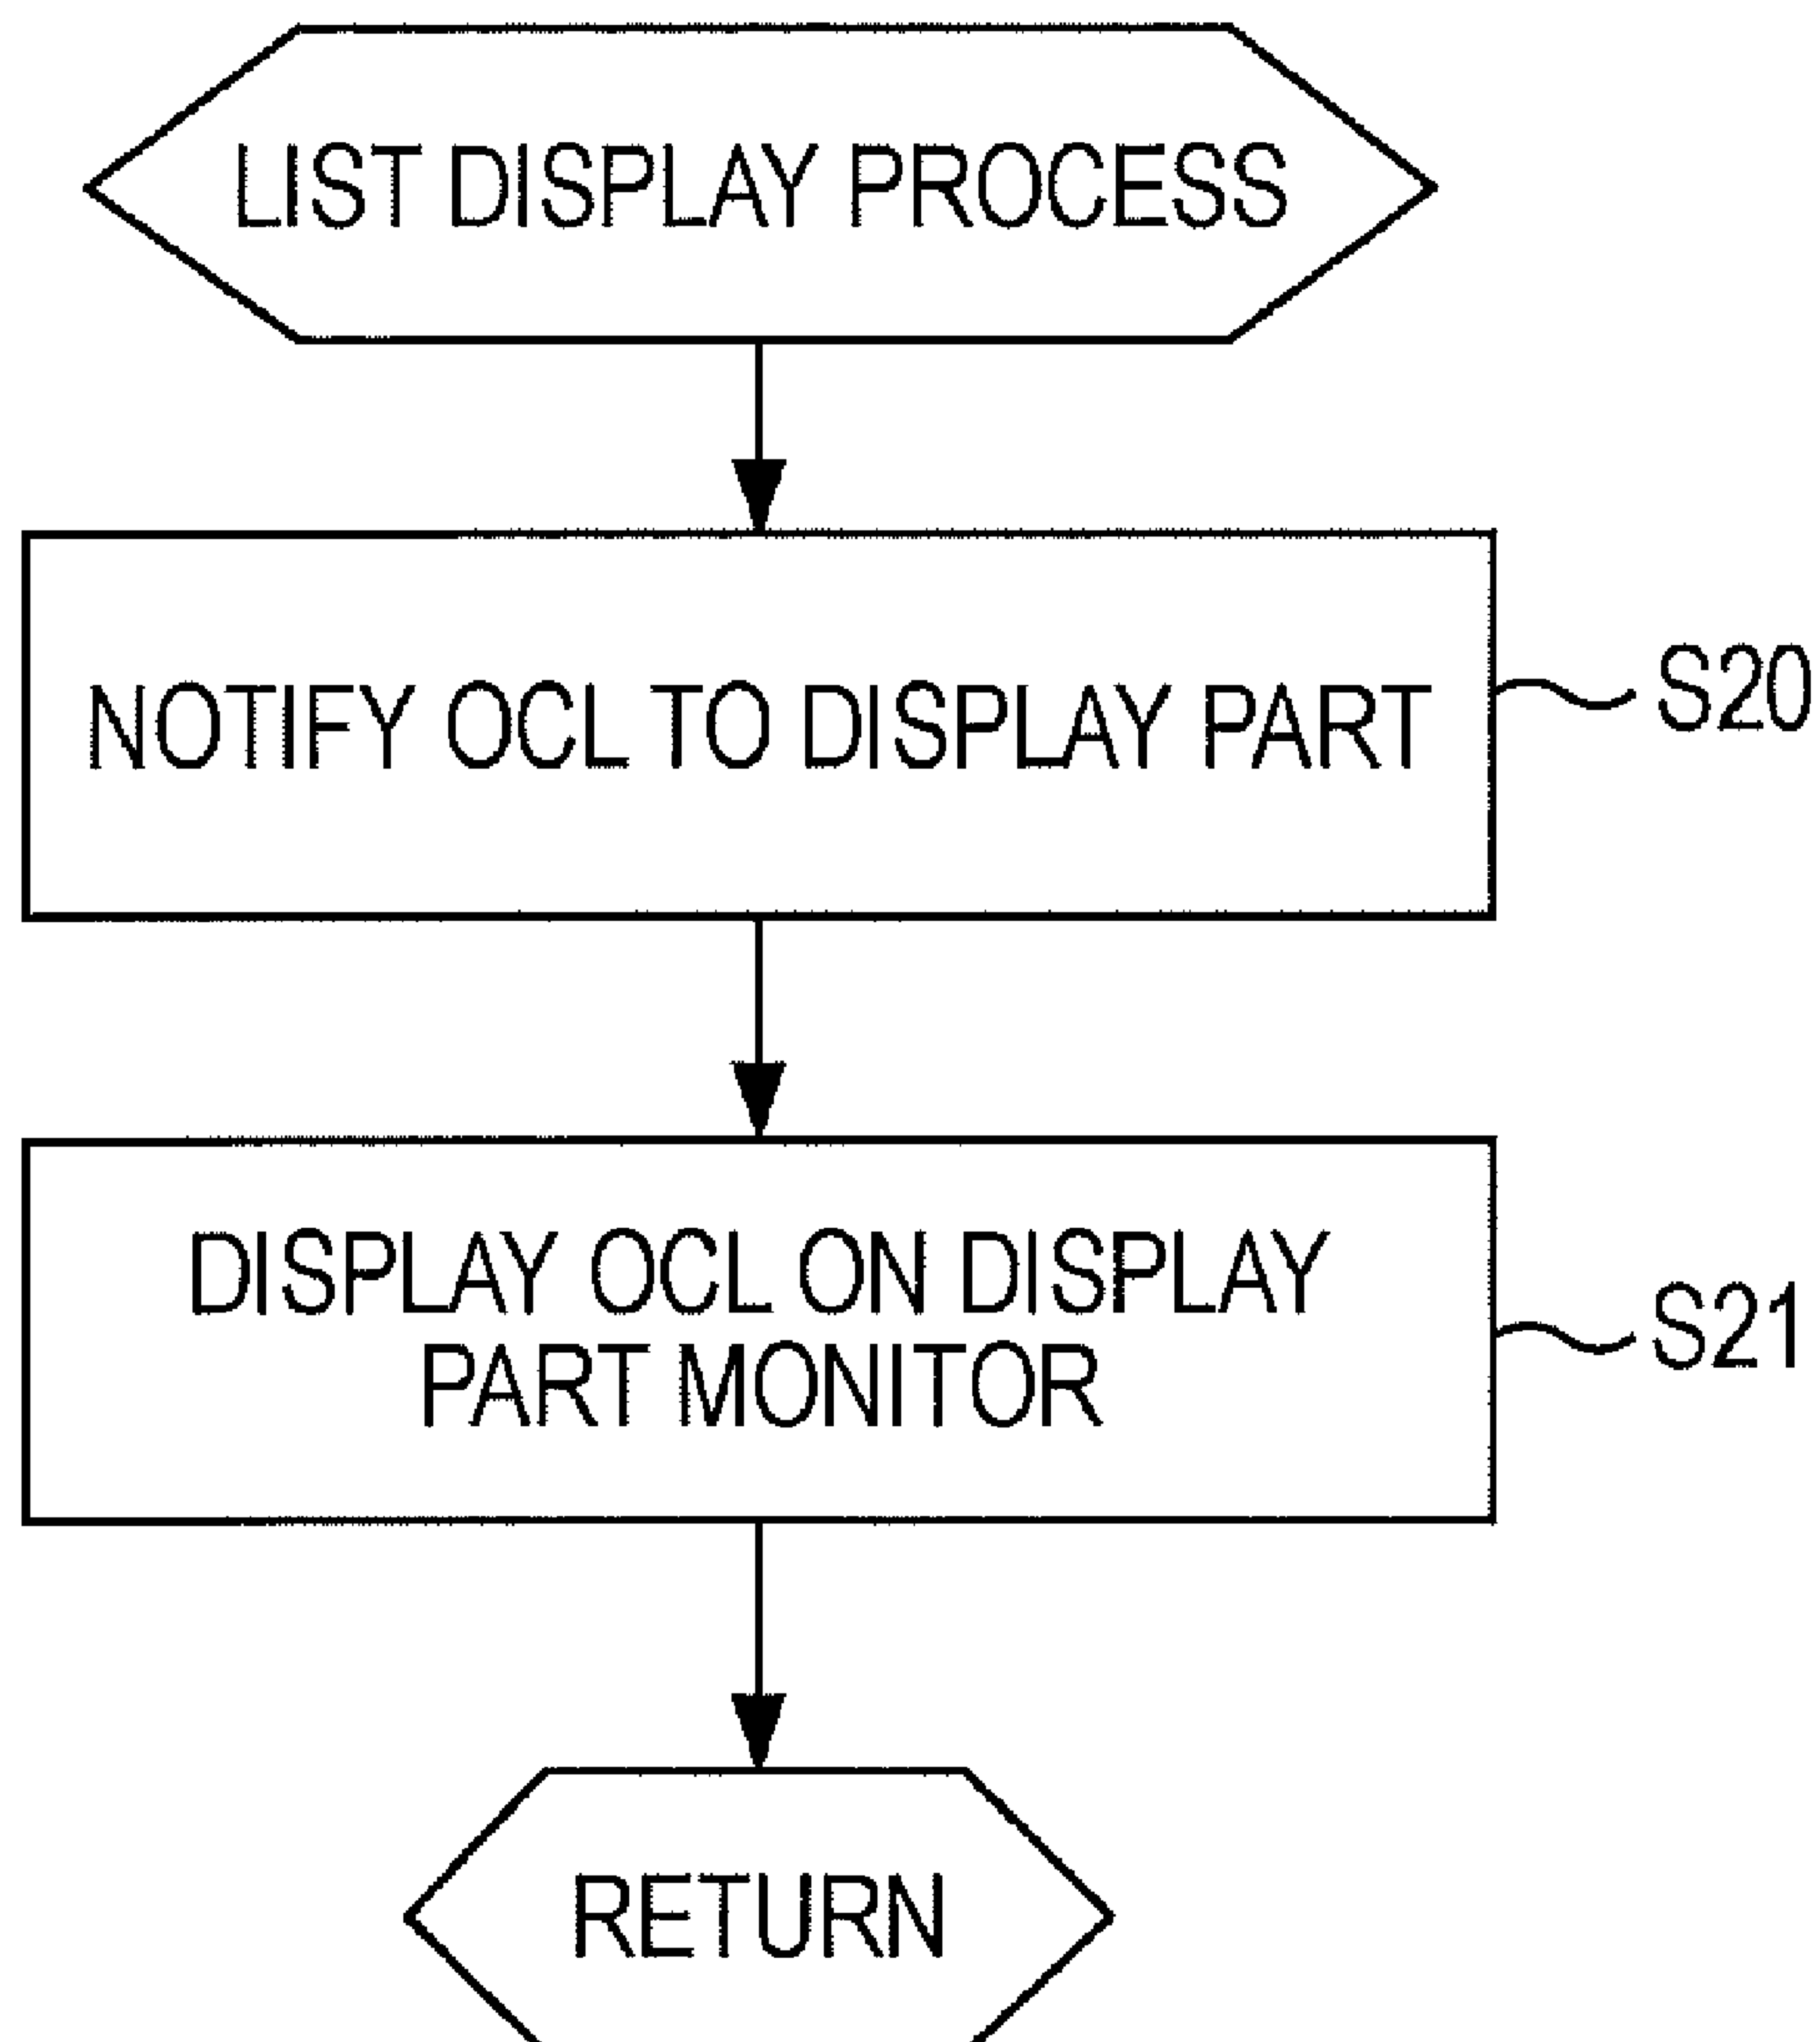 LIST DISPLAY PROCESS
NOTIFY OCL TO DISPLAY PART
S20
DISPLAY OCL ON DISPLAY
PART MONITOR
S21
RETURN